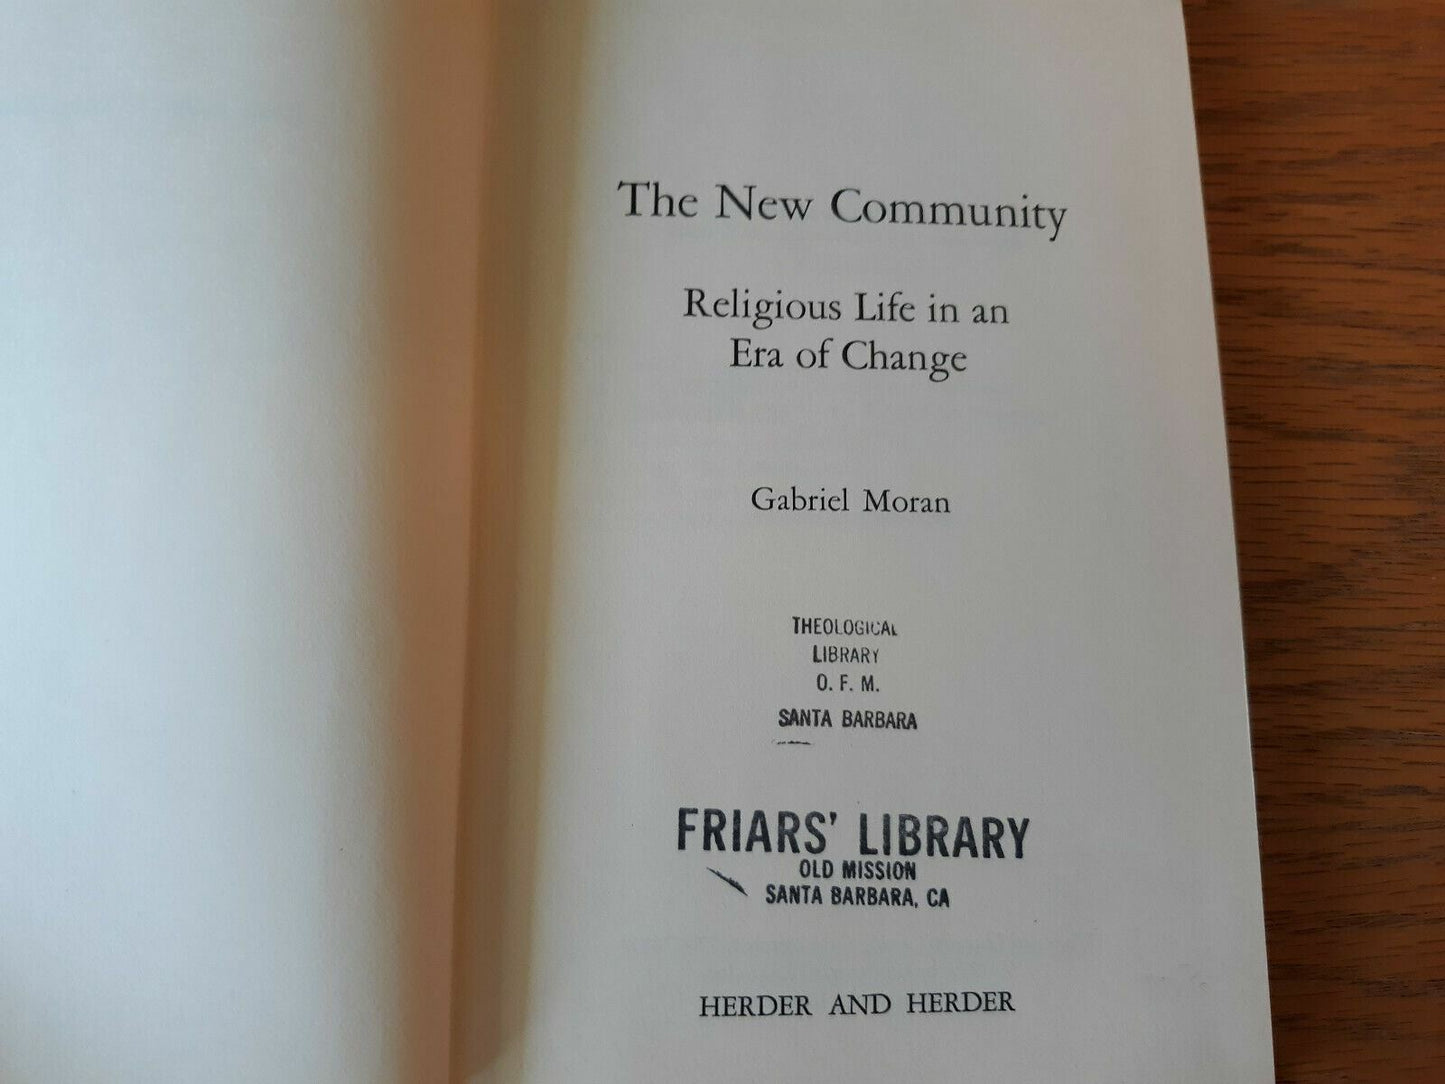 The New Community
Religious Life in an
Era of Change
Gabriel Moran
THEOLOGICAL
LIBRARY
O. F. M.
SANTA BARBARA
FRIARS' LIBRARY
OLD MISSION
SANTA BARBARA, CA
HERDER AND HERDER